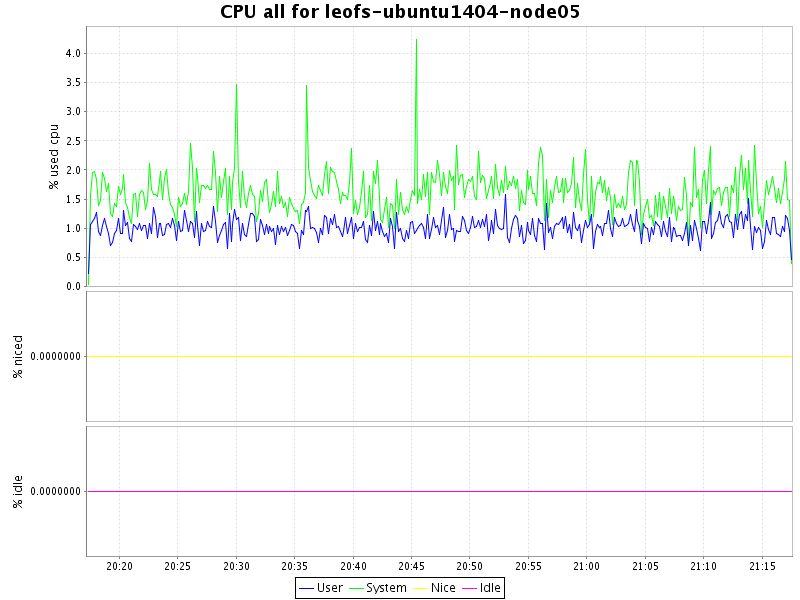 CPU all for leofs-ubuntu1404-node05
% used cpu
4.0
3.5
3.0
2.5
2.0
1.5
1.0
0.5
0.0
% niced
0.0000000
% idle
0.0000000
20:20 20:25 20:30 20:35 20:40 20:45 20:50 20:55 21:00 21:05 21:10 21:15
User System Nice Idle